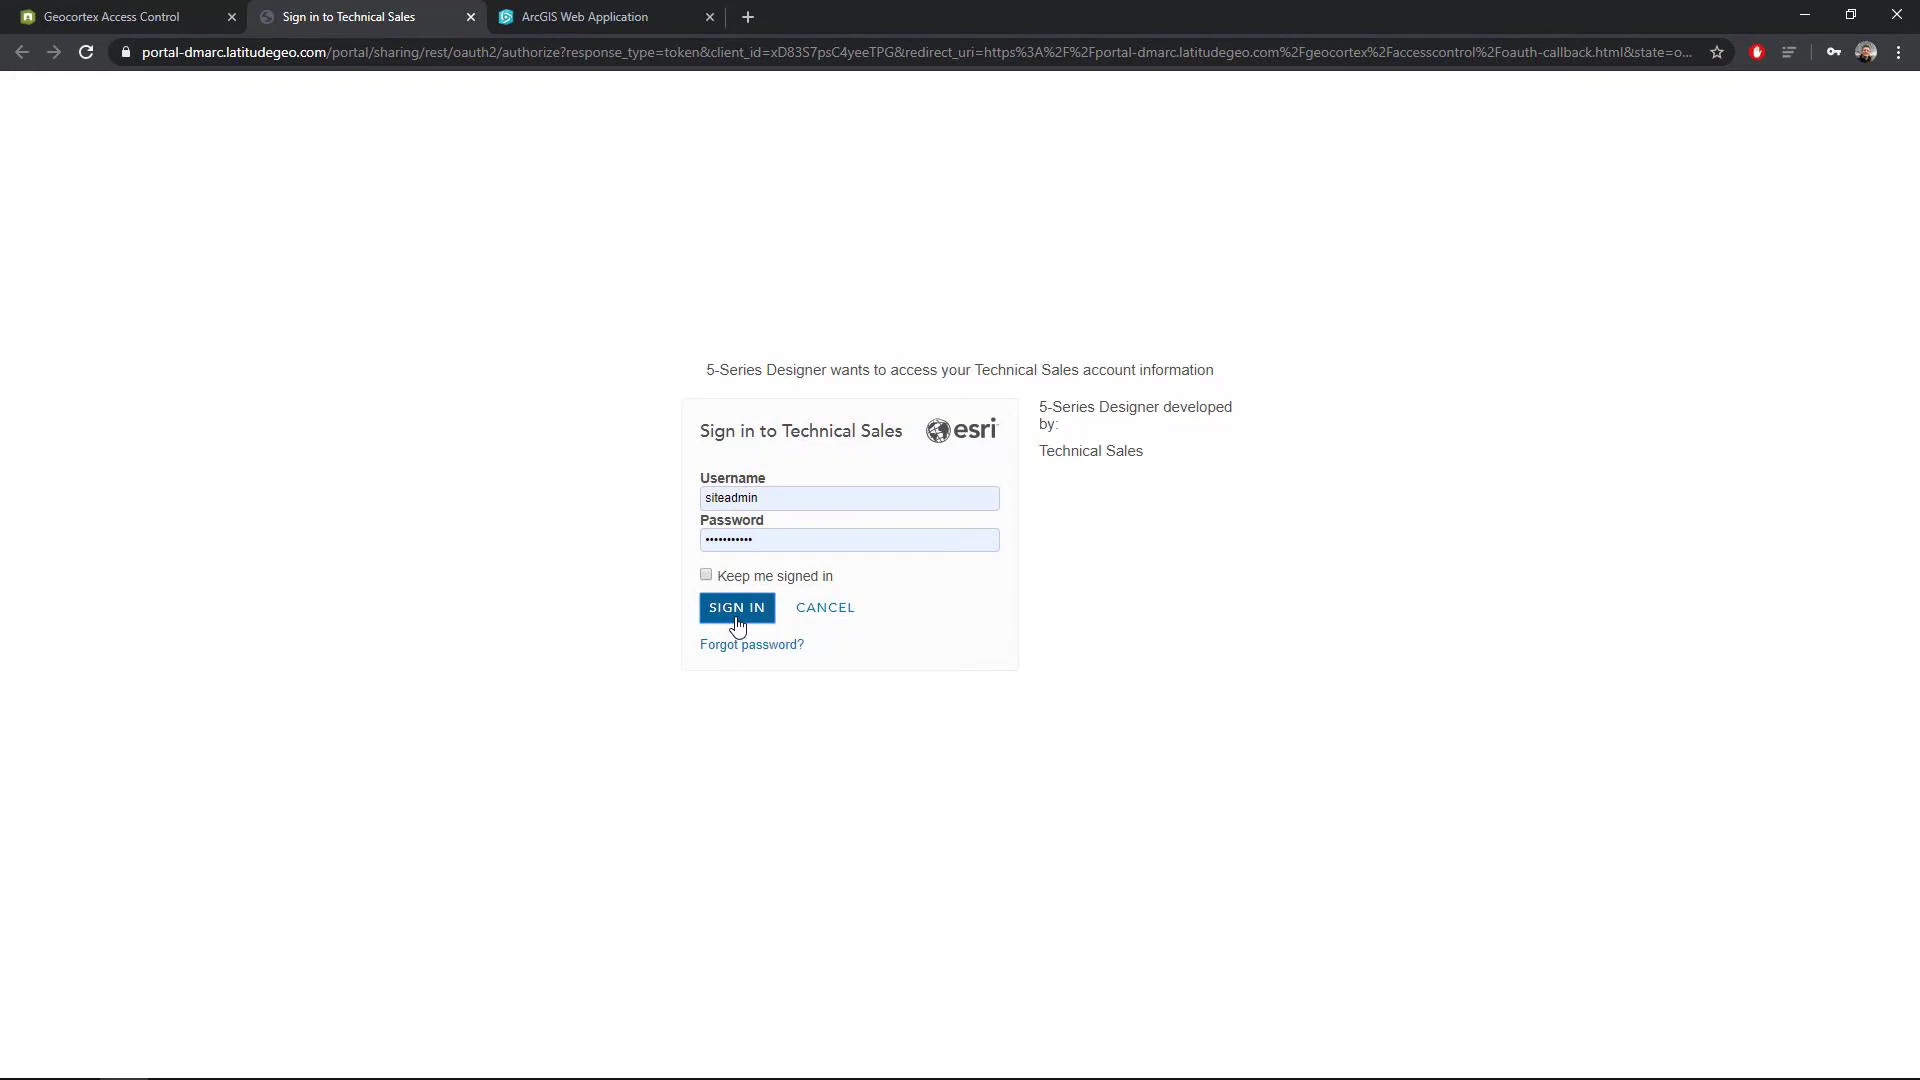 Geocortex Access Control
Sign in to Technical Sales
ArcGIS Web Application
portal-dmarc.latitudegeo.com/portal/sharing/rest/oauth2/authorize?response_type=token&client_id=xD83S7psC4yeeTPG&redirect_uri=https%3A%2F%2Fportal-dmarc.latitudegeo.com%2Fgeocortex%2Faccesscontrol%2Foauth-callback.html&state=o...
5-Series Designer wants to access your Technical Sales account information
Sign in to Technical Sales
esri
Username
siteadmin
Password
•••••••••••
Keep me signed in
SIGN IN
CANCEL
Forgot password?
5-Series Designer developed
by:
Technical Sales